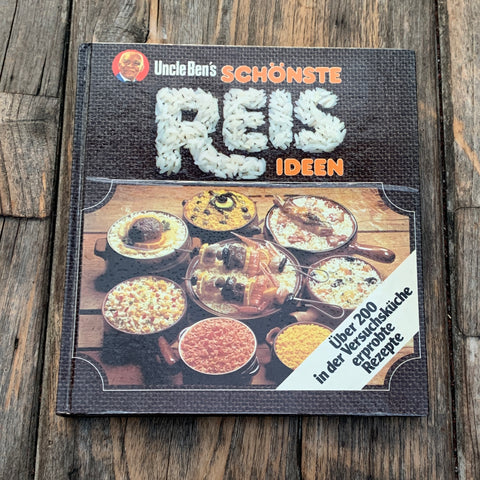 Uncle Ben's SCHÖNSTE
REIS
IDEEN
Über 200
in der Versuchsküche
erprobte
Rezepte